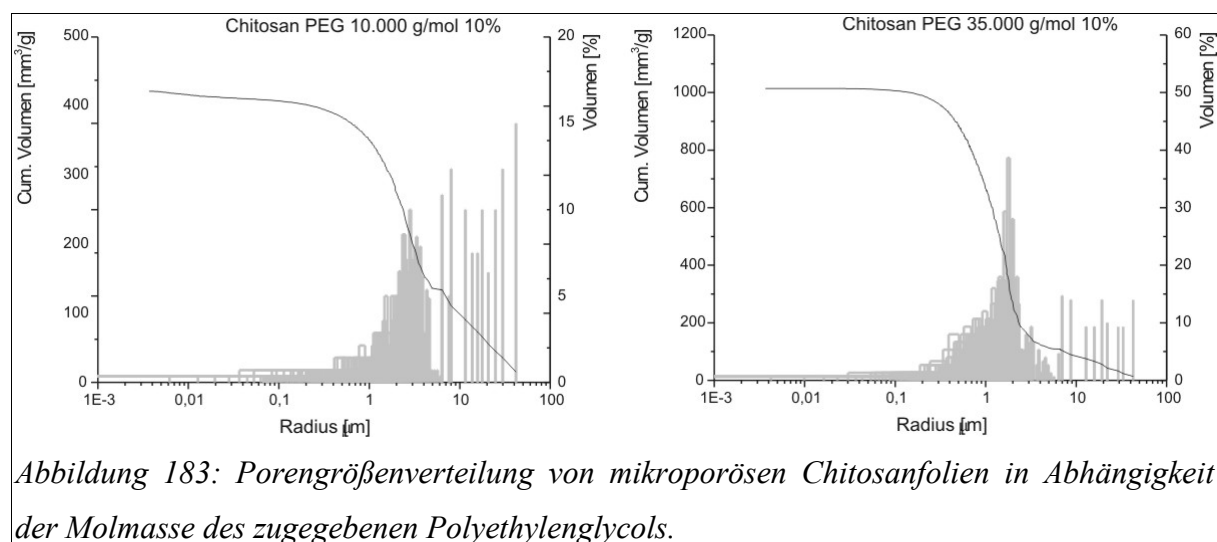 Chitosan PEG 10.000 g/mol 10%
Cum. Volumen [mm³/g]
500
400
300
200
100
0
Volumen [%]
20
15
10
5
0
1E-3 0,01 0,1 1 10 100
Radius [µm]
Chitosan PEG 35.000 g/mol 10%
Cum. Volumen [mm³/g]
1200
1000
800
600
400
200
0
Volumen [%]
60
50
40
30
20
10
0
1E-3 0,01 0,1 1 10 100
Radius [µm]
Abbildung 183: Porengrößenverteilung von mikroporösen Chitosanfolien in Abhängigkeit
der Molmasse des zugegebenen Polyethylenglycols.